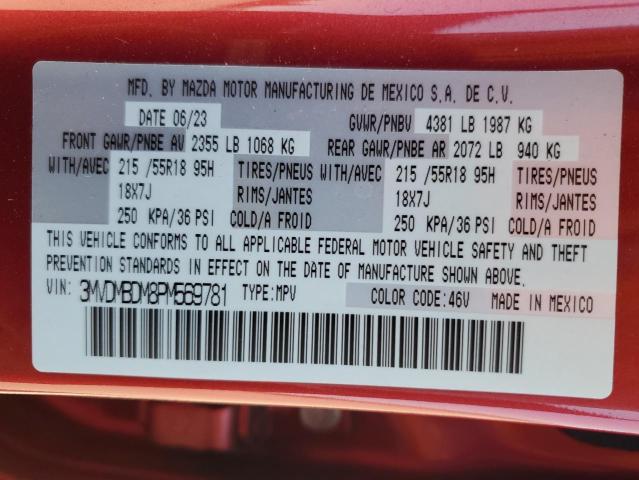 MFD. BY MAZDA MOTOR MANUFACTURING DE MEXICO S.A. DE C.V.
DATE 06/23 GVWR/PNBV 4381 LB 1987 KG
FRONT GAWR/PNBE AV 2355 LB 1068 KG REAR GAWR/PNBE AR 2072 LB 940 KG
WITH/AVEC 215 /55R18 95H TIRES/PNEUS WITH/AVEC 215 /55R18 95H TIRES/PNEUS
18X7J RIMS/JANTES 18X7J RIMS/JANTES
250 KPA/36 PSI COLD/A FROID 250 KPA/36 PSI COLD/A FROID
THIS VEHICLE CONFORMS TO ALL APPLICABLE FEDERAL MOTOR VEHICLE SAFETY AND THEFT
PREVENTION STANDARDS IN EFFECT ON THE DATE OF MANUFACTURE SHOWN ABOVE.
VIN: 3MVDMBDM8PM569781 TYPE:MPV COLOR CODE:46V MADE IN MEXICO